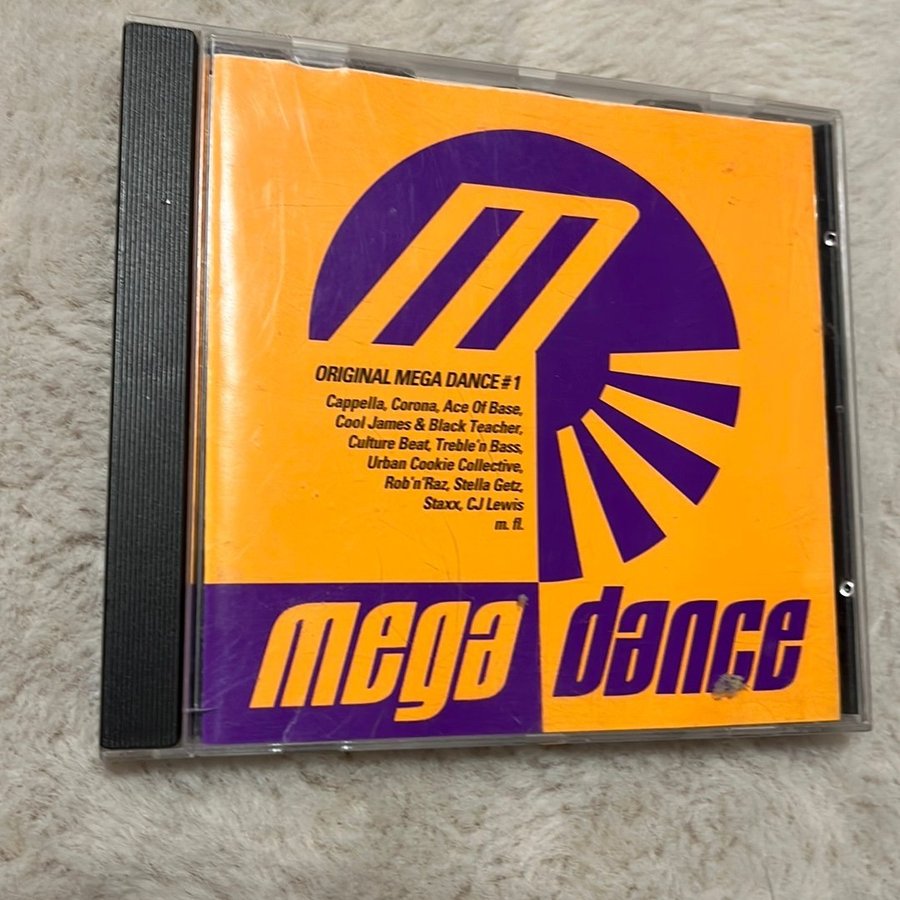 m
ORIGINAL MEGA DANCE #1
Cappella, Corona, Ace Of Base,
Cool James & Black Teacher,
Culture Beat, Treble'n Bass,
Urban Cookie Collective,
Rob'n'Raz, Stella Getz,
Staxx, CJ Lewis
m. fl.
mega dance